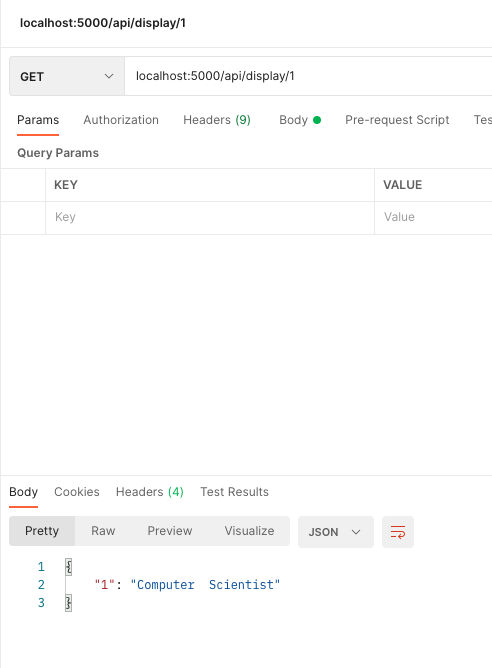 localhost:5000/api/display/1
GET localhost:5000/api/display/1
Params Authorization Headers (9) Body Pre-request Script Tes
Query Params
KEY VALUE
Key Value
Body Cookies Headers (4) Test Results
Pretty Raw Preview Visualize JSON
1 {
2 "1": "Computer  Scientist"
3 }